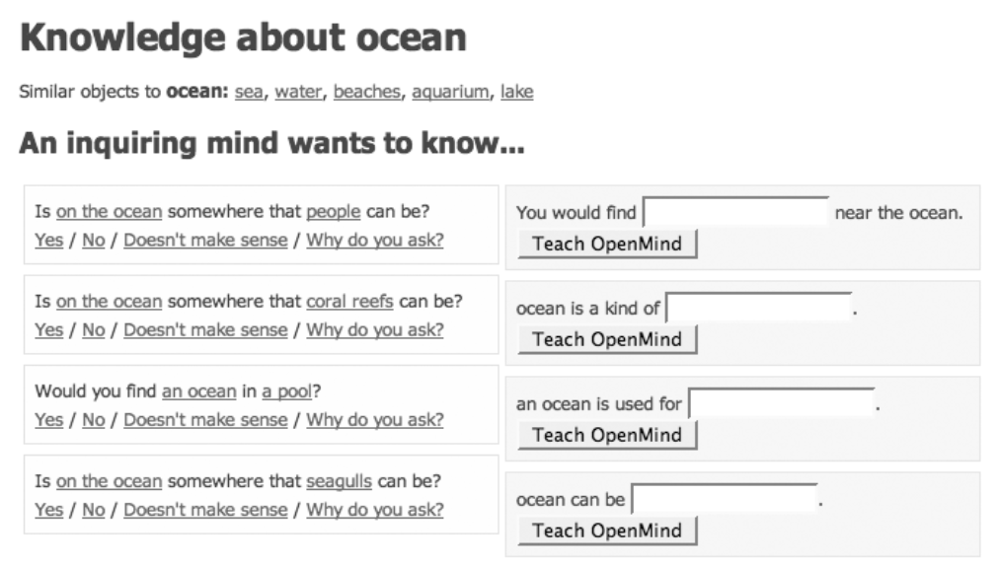 Knowledge about ocean
Similar objects to ocean: sea, water, beaches, aquarium, lake
An inquiring mind wants to know...
Is on the ocean somewhere that people can be?
Yes / No / Doesn't make sense / Why do you ask?
Is on the ocean somewhere that coral reefs can be?
Yes / No / Doesn't make sense / Why do you ask?
Would you find an ocean in a pool?
Yes / No / Doesn't make sense / Why do you ask?
Is on the ocean somewhere that seagulls can be?
Yes / No / Doesn't make sense / Why do you ask?
You would find near the ocean.
Teach OpenMind
ocean is a kind of .
Teach OpenMind
an ocean is used for .
Teach OpenMind
ocean can be .
Teach OpenMind